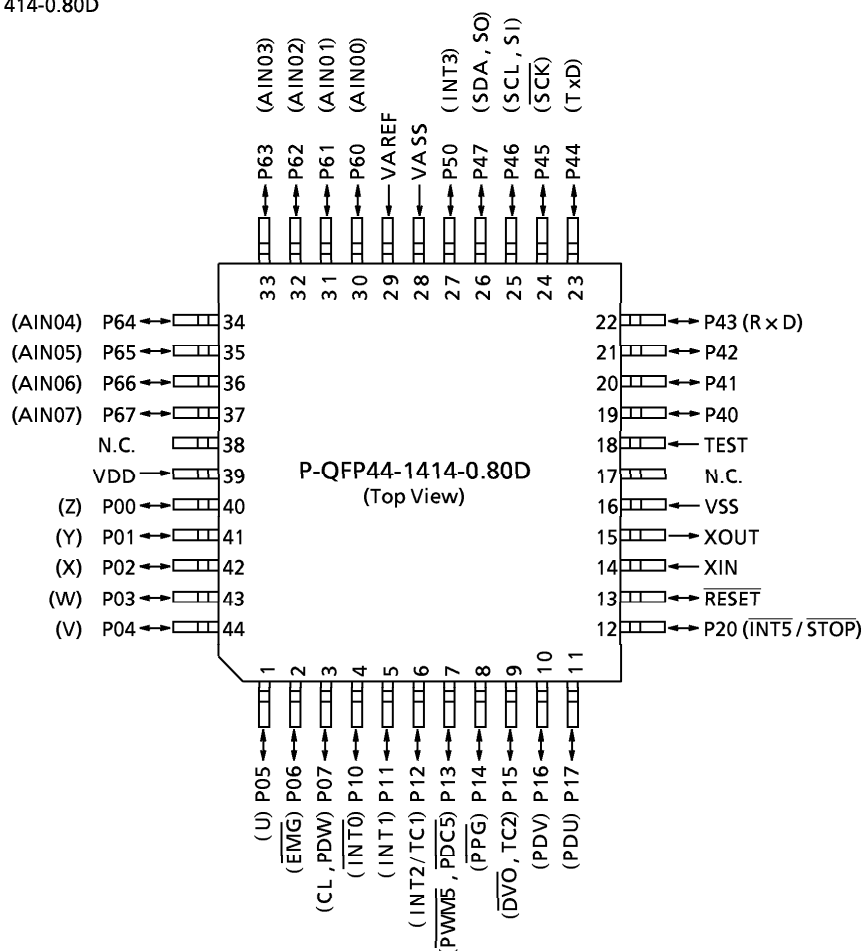 414-0.80D
(AIN03)
(AIN02)
(AIN01)
(AIN00)
(INT3)
(SDA, SO)
(SCL, SI)
(SCK)
(TxD)
P63
P62
P61
P60
VAREF
VASS
P50
P47
P46
P45
P44
33
32
31
30
29
28
27
26
25
24
23
(AIN04) P64 34
(AIN05) P65 35
(AIN06) P66 36
(AIN07) P67 37
N.C. 38
VDD 39
(Z) P00 40
(Y) P01 41
(X) P02 42
(W) P03 43
(V) P04 44
P-QFP44-1414-0.80D
(Top View)
22 P43 (R×D)
21 P42
20 P41
19 P40
18 TEST
17 N.C.
16 VSS
15 XOUT
14 XIN
13 RESET
12 P20 (INT5 / STOP)
1
2
3
4
5
6
7
8
9
10
11
(U) P05
(EMG) P06
(CL, PDW) P07
(INT0) P10
(INT1) P11
(INT2/TC1) P12
(PWM5, PDC5) P13
(PPG) P14
(DVO, TC2) P15
(PDV) P16
(PDU) P17